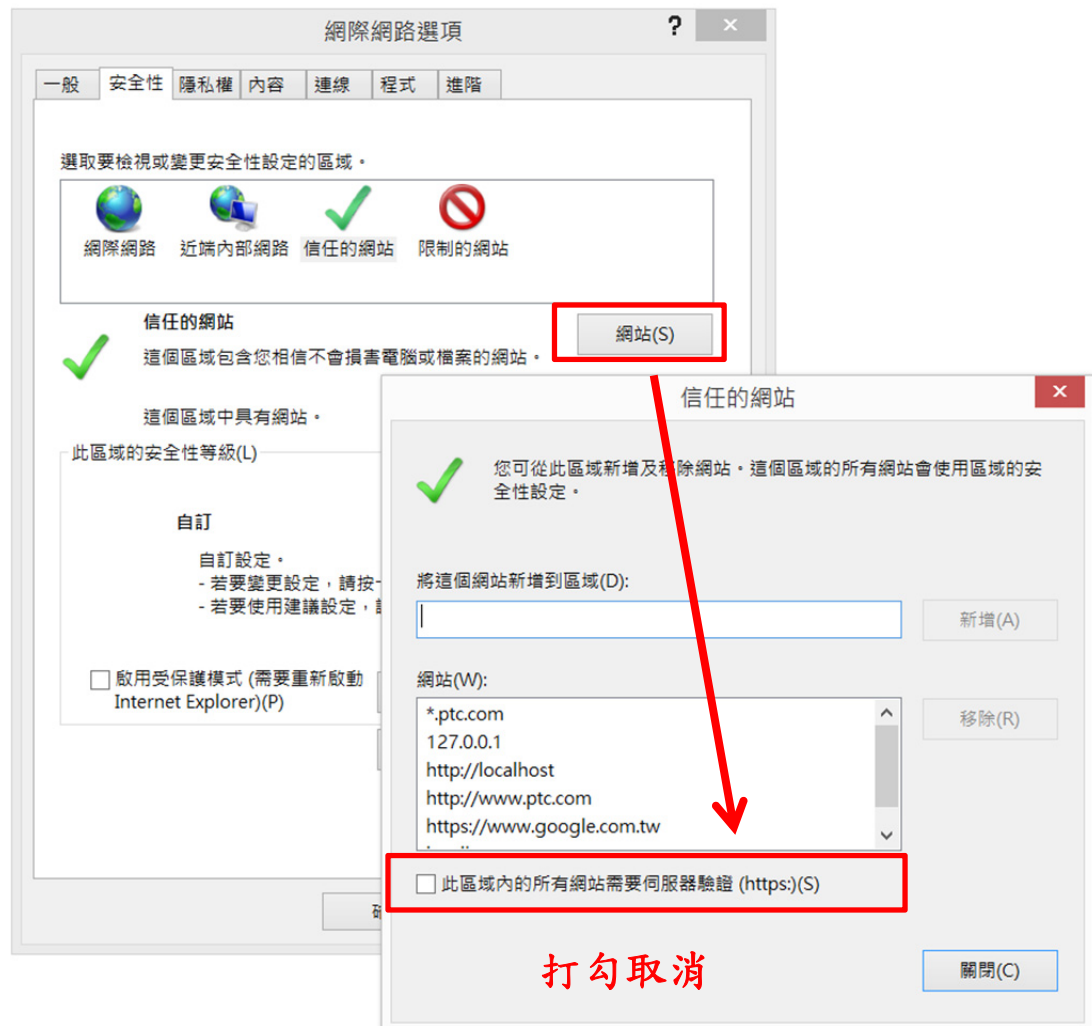 網際網路選項
?
一般 安全性 隱私權 內容 連線 程式 進階
選取要檢視或變更安全性設定的區域。
網際網路 近端內部網路 信任的網站 限制的網站
信任的網站
網站(S)
這個區域包含您相信不會損害電腦或檔案的網站。
這個區域中具有網站。
此區域的安全性等級(L)
自訂
自訂設定。
- 若要變更設定，請按
- 若要使用建議設定，
啟用受保護模式 (需要重新啟動
Internet Explorer)(P)
信任的網站
您可從此區域新增及移除網站。這個區域的所有網站會使用區域的安
全性設定。
將這個網站新增到區域(D):
新增(A)
網站(W):
*.ptc.com
127.0.0.1
http://localhost
http://www.ptc.com
https://www.google.com.tw
移除(R)
此區域內的所有網站需要伺服器驗證 (https:)(S)
打勾取消
關閉(C)